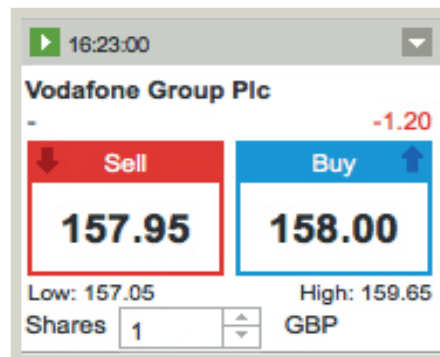 16:23:00
Vodafone Group Plc
- -1.20
Sell Buy
157.95 158.00
Low: 157.05 High: 159.65
Shares 1 GBP